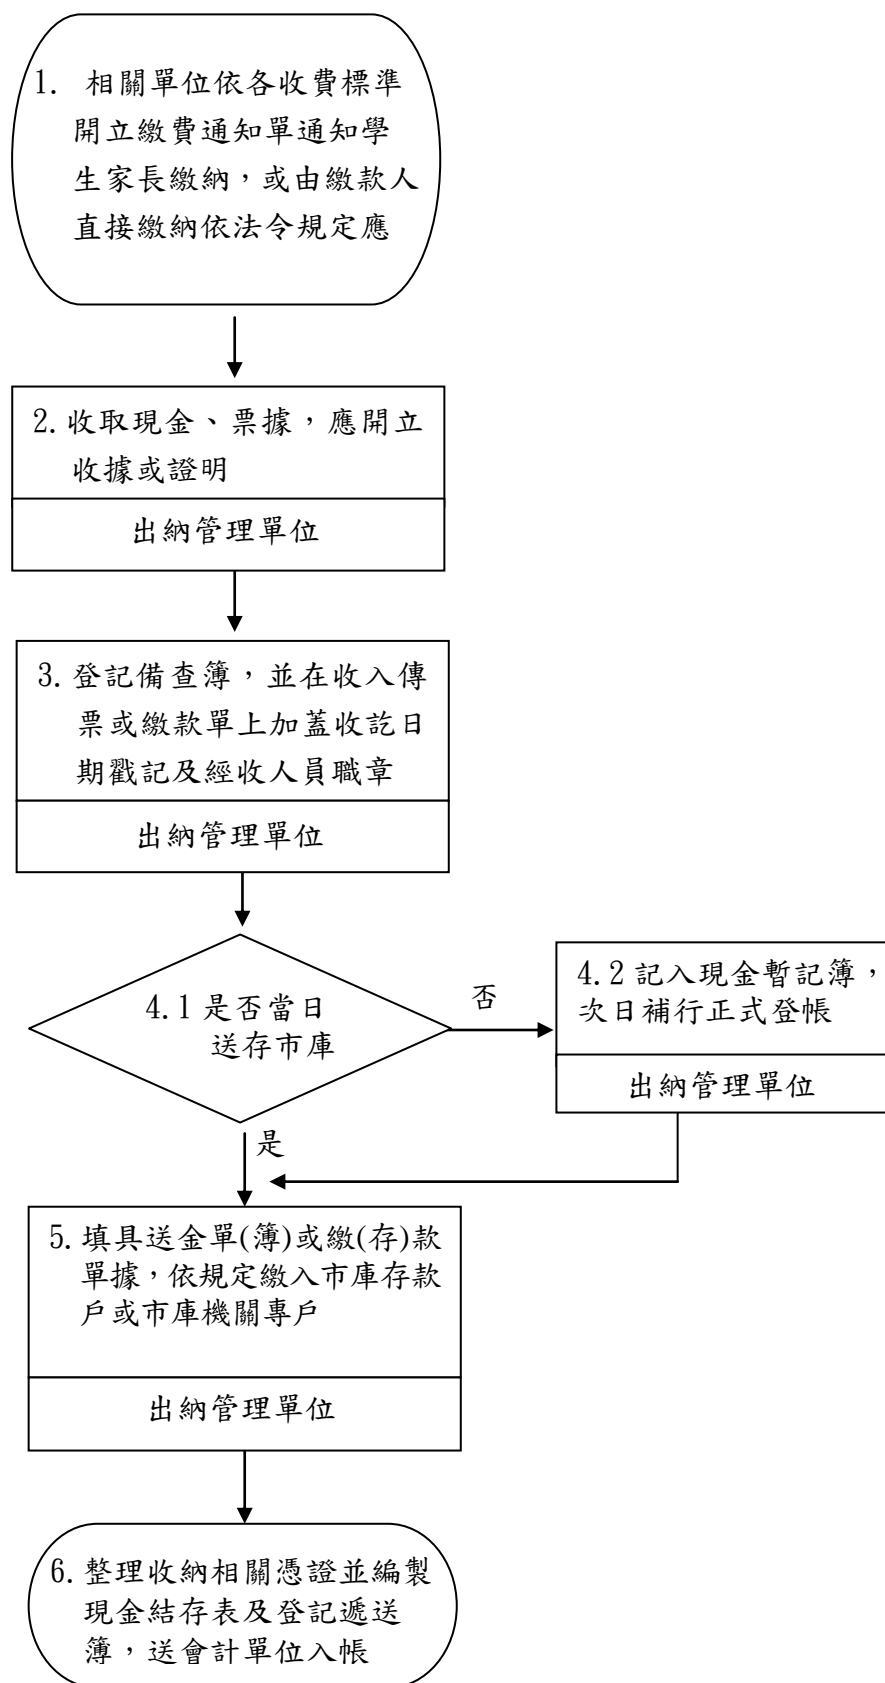 1. 相關單位依各收費標準
開立繳費通知單通知學
生家長繳納，或由繳款人
直接繳納依法令規定應
2. 收取現金、票據，應開立
收據或證明
出納管理單位
3. 登記備查簿，並在收入傳
票或繳款單上加蓋收訖日
期戳記及經收人員職章
出納管理單位
4.1 是否當日
送存市庫
否
4.2 記入現金暫記簿，
次日補行正式登帳
出納管理單位
是
5. 填具送金單(簿)或繳(存)款
單據，依規定繳入市庫存款
戶或市庫機關專戶
出納管理單位
6. 整理收納相關憑證並編製
現金結存表及登記遞送
簿，送會計單位入帳